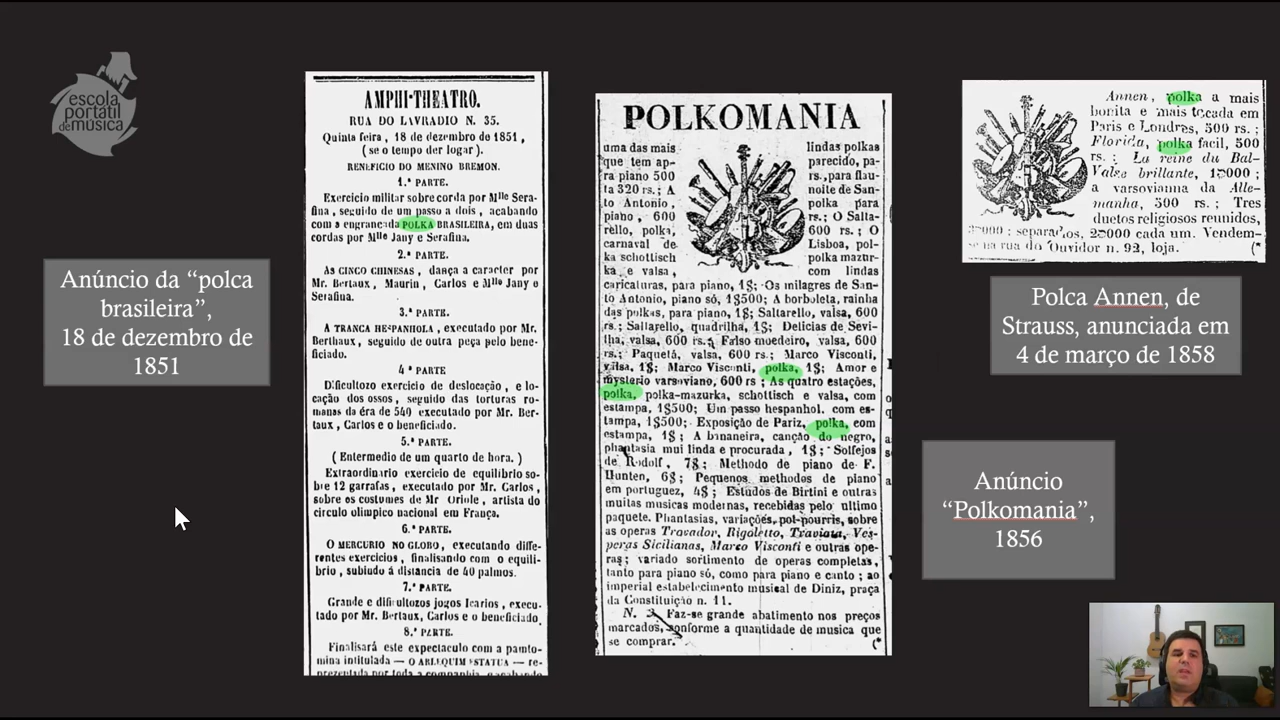 escola
portátil
de música
AMPHI-THEATRO.
RUA DO LAVRADIO N. 35.
Quinta feira, 18 de dezembro de 1851,
( se o tempo der logar ).
BENEFICIO DO MENINO BREMON.
1.ª PARTE.
Exercicio militar sobre corda por Mlle Sera-
fina, seguido de um passo a dois, acabando
com a engraçada POLKA BRASILEIRA, em duas
cordas por Mlle Jany e Serafina.
2.ª PARTE.
AS CINCO CHINESAS, dança a caracter por
Mr. Bertaux, Maurin, Carlos e Mlle Jany e
Serafina.
3.ª PARTE.
A TRANCA HESPANHOLA, executado por Mr.
Berthaux, seguido de outra peça pelo bene-
ficiado.
4ª PARTE
Dificultozo exercicio de deslocação, e lo-
cação dos ossos, seguido das torturas ro-
manas da éra de 540 executado por Mr. Ber-
taux, Carlos e o beneficiado.
5.ª PARTE.
( Entermedio de um quarto de hora. )
Extraordinario exercicio de equilibrio so-
bre 12 garrafas, executado por Mr. Carlos,
sobre os costumes de Mr Oriole, artista do
circulo olimpico nacional em França.
6.ª PARTE.
O MERCURIO NO GLOBO, executando diffe-
rentes exercicios, finalisando com o equili-
brio, subindo á distancia de 40 palmos.
7.ª PARTE.
Grande e dificultozos jogos Icarios, execu-
tado por Mr. Bertaux, Carlos e o beneficiado
8.ª PARTE.
Finalisará este espectaculo com a panto-
mina intitulada — O ARLEQUIM ESTATUA — re-
prezentada por toda a companhia, acabando
POLKOMANIA
uma das mais lindas polkas
que tem ap- parecido, pa-
ra piano 500 rs., para flau-
ta 320 rs.; A noite de San-
to Antonio, polka para
piano, 600 rs.; O Salta-
rello, polka, 600 rs.; O
carnaval de Lisboa, pol-
ka schottisch polka mazur-
ka e valsa, com lindas
caricaturas, para piano, 1$; Os milagres de San-
to Antonio, piano só, 1$500; A borboleta, rainha
das polkas, para piano, 1$; Saltarello, valsa, 600
rs.; Saltarello, quadrilha, 1$; Delicias de Sevi-
lha, valsa, 600 rs.; Falso moedeiro, valsa, 600
rs.; Paquetá, valsa, 600 rs.; Marco Visconti,
valsa, 1$; Marco Visconti, polka, 1$; Amor e
mysterio varsoviano, 600 rs; As quatro estações,
polka, polka-mazurka, schottisch e valsa, com
estampa, 1$500; Um passo hespanhol, com es-
tampa, 1$500; Exposição de Pariz, polka, com
estampa, 1$; A bananeira, canção do negro,
phantasia mui linda e procurada, 1$; Solfejos
de Rodolf, 7$; Methodo de piano de F.
Hunten, 6$; Pequenos methodos de piano
em portuguez, 4$; Estudos de Birtini e outras
muitas musicas modernas, recebidas pelo ultimo
paquete. Phantasias, variações, pot-pourris, sobre
as operas Trovador, Rigoletto, Traviata, Ves-
peras Sicilianas, Marco Visconti e outras ope-
ras; variado sortimento de operas completas,
tanto para piano só, como para piano e canto; ao
imperial estabelecimento musical de Diniz, praça
da Constituição n. 11.
N. Faz-se grande abatimento nos preços
marcados, conforme a quantidade de musica que
se comprar. (*
Annen, polka a mais
bonita e mais tocada em
Paris e Londres, 500 rs.;
Florida, polka facil, 500
rs.; La reine du Bal-
Valse brillante, 1$000;
a varsovianna da Alle-
manha, 500 rs.; Tres
duetos religiosos reunidos,
separados, 2$000 cada um. Vendem-
se na rua do Ouvidor n. 92, loja. (*
Anúncio da “polca
brasileira”,
18 de dezembro de
1851
Polca Annen, de
Strauss, anunciada em
4 de março de 1858
Anúncio
“Polkomania”,
1856